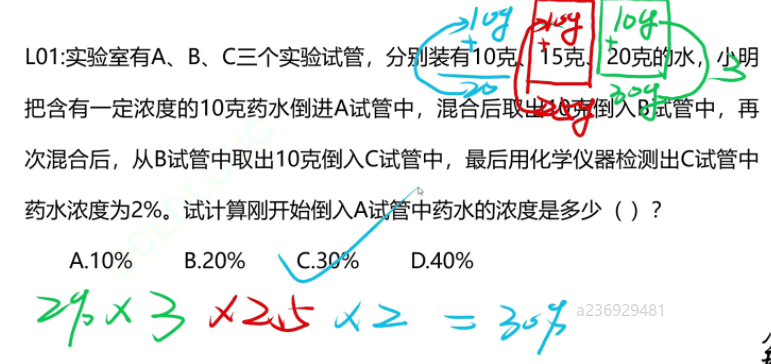 10g 10g 10g
+ + +
L01:实验室有A、B、C三个实验试管，分别装有10克、15克、20克的水，小明
20 30g 3
把含有一定浓度的10克药水倒进A试管中，混合后取出10克倒入B试管中，再
次混合后，从B试管中取出10克倒入C试管中，最后用化学仪器检测出C试管中
药水浓度为2%。试计算刚开始倒入A试管中药水的浓度是多少（ ）？
A.10% B.20% C.30% D.40%
2% × 3 × 2.5 × 2 = 30%
a236929481